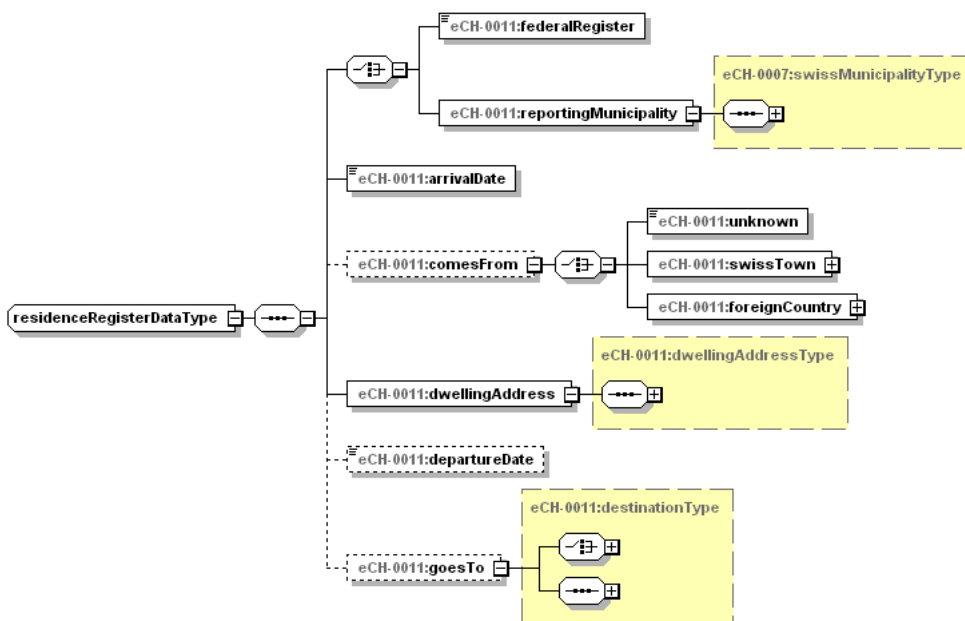 eCH-0011:federalRegister
eCH-0007:swissMunicipalityType
eCH-0011:reportingMunicipality
eCH-0011:arrivalDate
eCH-0011:unknown
eCH-0011:comesFrom
eCH-0011:swissTown
eCH-0011:foreignCountry
residenceRegisterDataType
eCH-0011:dwellingAddressType
eCH-0011:dwellingAddress
eCH-0011:departureDate
eCH-0011:destinationType
eCH-0011:goesTo